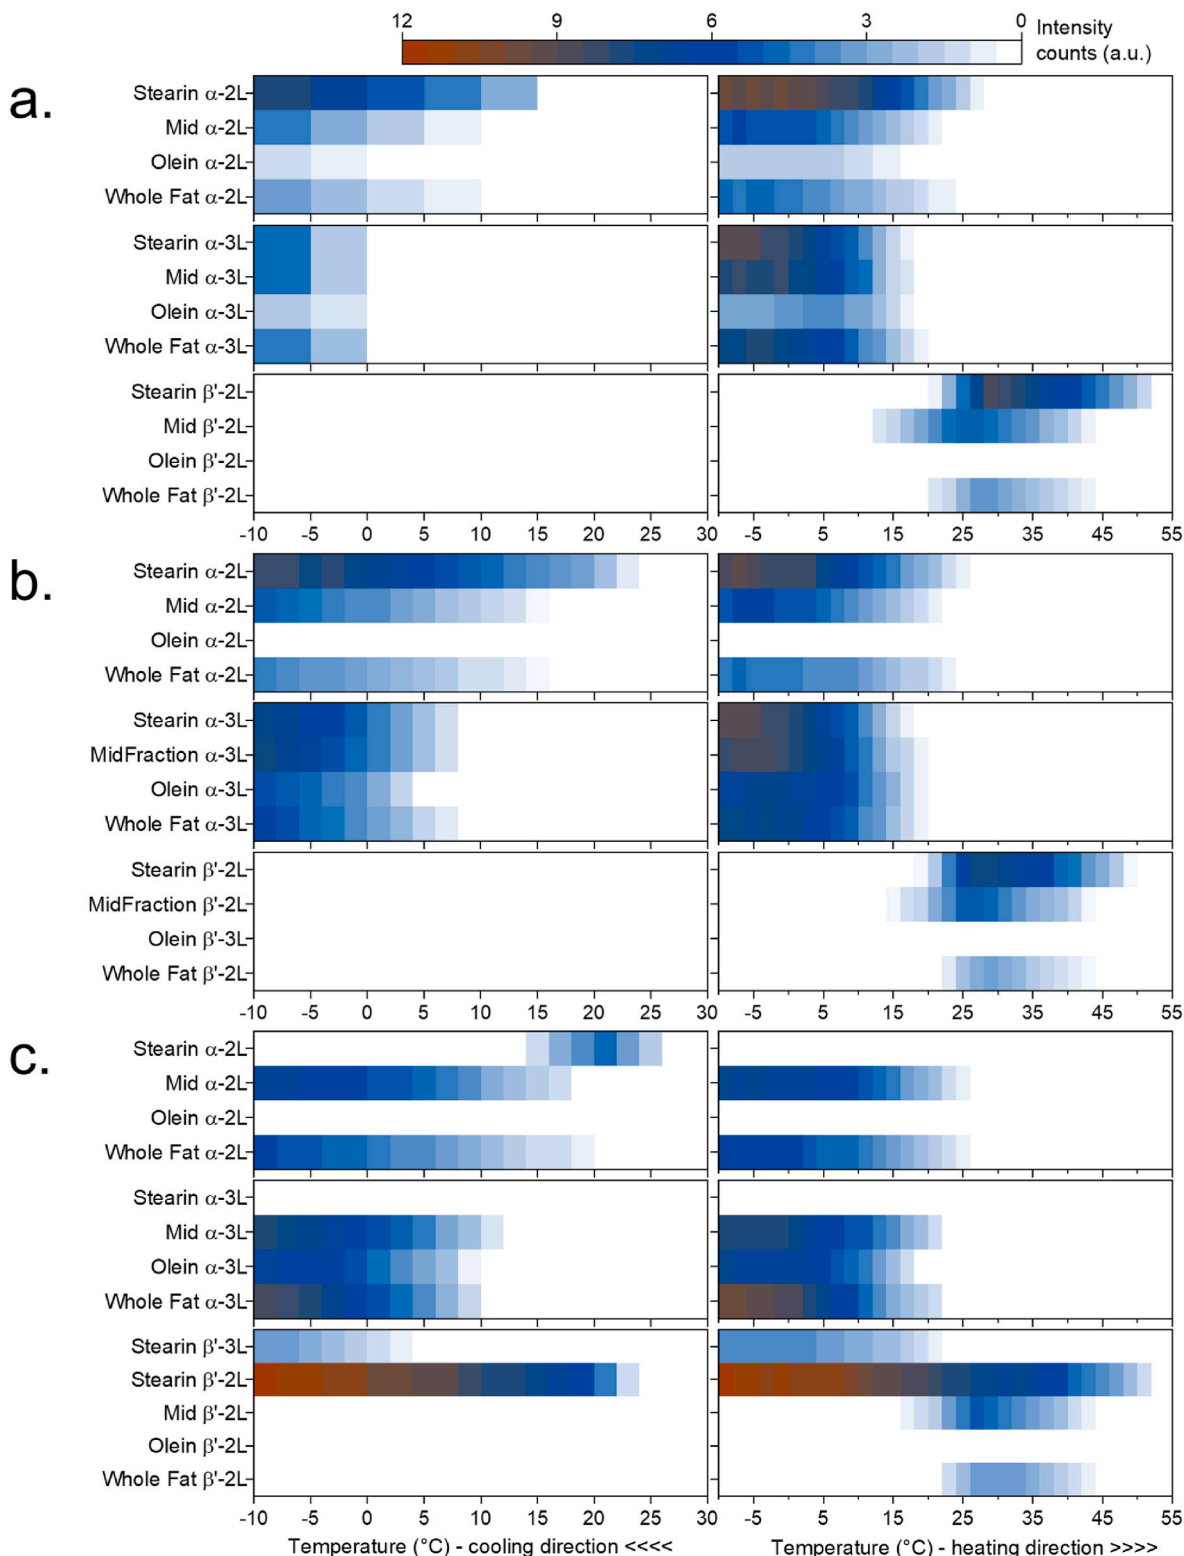 12 9 6 3 0 Intensity
counts (a.u.)
a.
Stearin α-2L
Mid α-2L
Olein α-2L
Whole Fat α-2L
Stearin α-3L
Mid α-3L
Olein α-3L
Whole Fat α-3L
Stearin β'-2L
Mid β'-2L
Olein β'-2L
Whole Fat β'-2L
-10 -5 0 5 10 15 20 25 30 -5 5 15 25 35 45 55
b.
Stearin α-2L
Mid α-2L
Olein α-2L
Whole Fat α-2L
Stearin α-3L
MidFraction α-3L
Olein α-3L
Whole Fat α-3L
Stearin β'-2L
MidFraction β'-2L
Olein β'-3L
Whole Fat β'-2L
-10 -5 0 5 10 15 20 25 30 -5 5 15 25 35 45 55
c.
Stearin α-2L
Mid α-2L
Olein α-2L
Whole Fat α-2L
Stearin α-3L
Mid α-3L
Olein α-3L
Whole Fat α-3L
Stearin β'-3L
Stearin β'-2L
Mid β'-2L
Olein β'-2L
Whole Fat β'-2L
-10 -5 0 5 10 15 20 25 30 -5 5 15 25 35 45 55
Temperature (°C) - cooling direction <<<< Temperature (°C) - heating direction >>>>